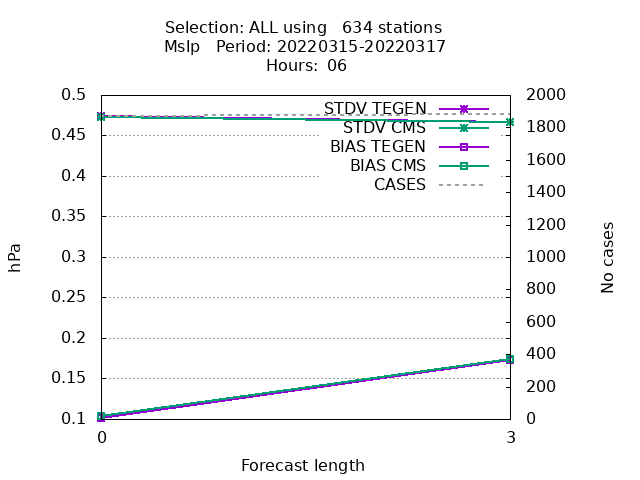 Selection: ALL using   634 stations
Mslp   Period: 20220315-20220317
Hours:  06
0.5
0.45
0.4
0.35
0.3
0.25
0.2
0.15
0.1
hPa
2000
1800
1600
1400
1200
1000
800
600
400
200
0
No cases
STDV TEGEN
STDV CMS
BIAS TEGEN
BIAS CMS
CASES
0
3
Forecast length